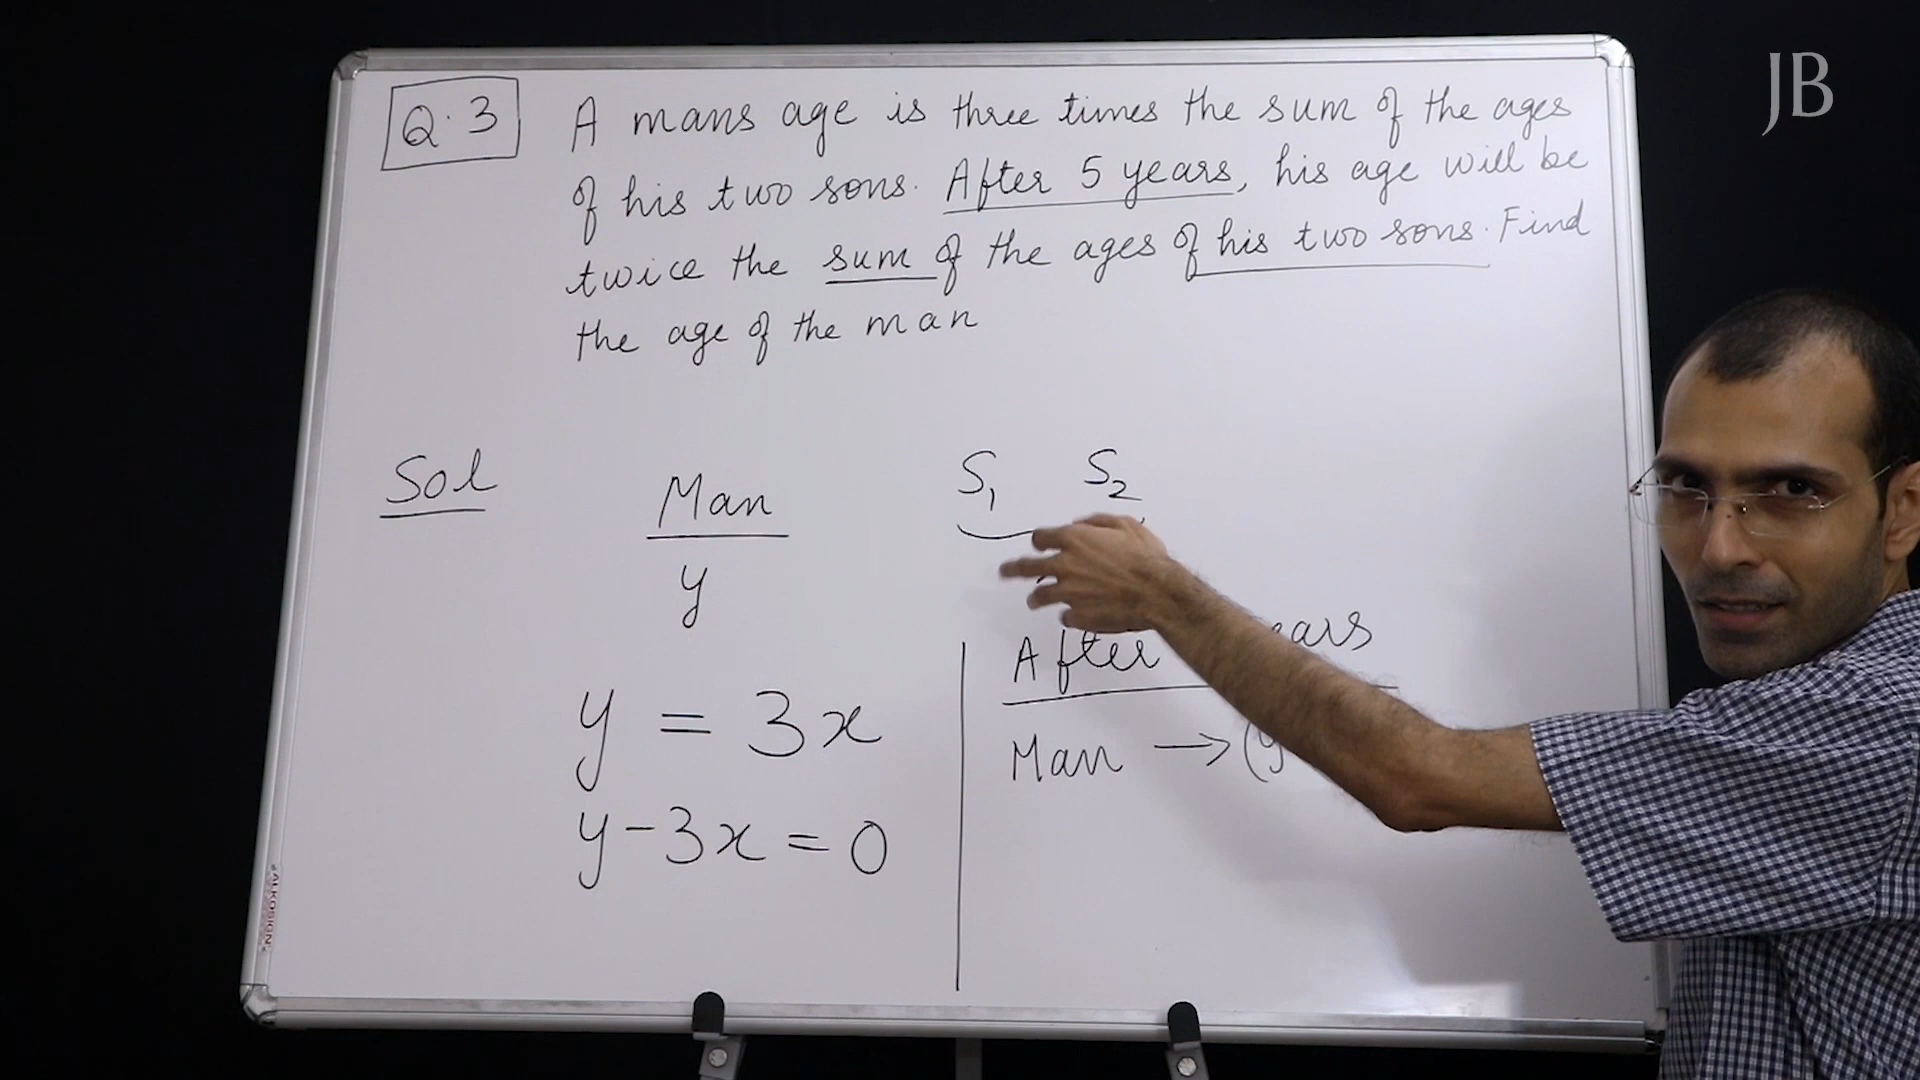 JB
Q.3 A mans age is three times the sum of the ages
of his two sons. After 5 years, his age will be
twice the sum of the ages of his two sons. Find
the age of the man
Sol Man S₁ S₂
y
After ears
y = 3x
Man → (y
y - 3x = 0
ALKOSIGN